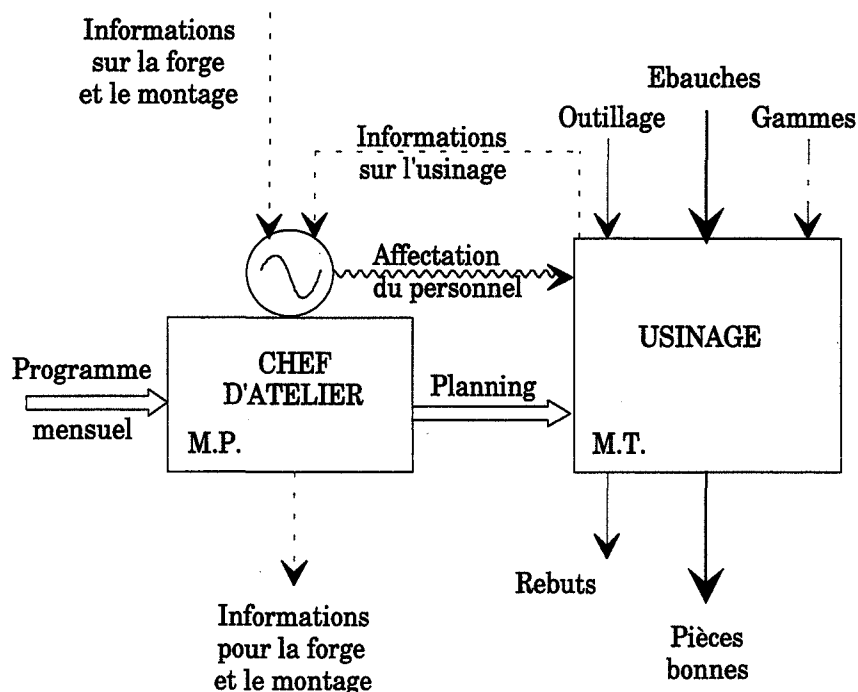 Informations
sur la forge
et le montage
Ebauches
Outillage
Gammes
Informations
sur l'usinage
Affectation
du personnel
USINAGE
CHEF
D'ATELIER
Programme
mensuel
Planning
M.P.
M.T.
Rebuts
Informations
pour la forge
et le montage
Pièces
bonnes